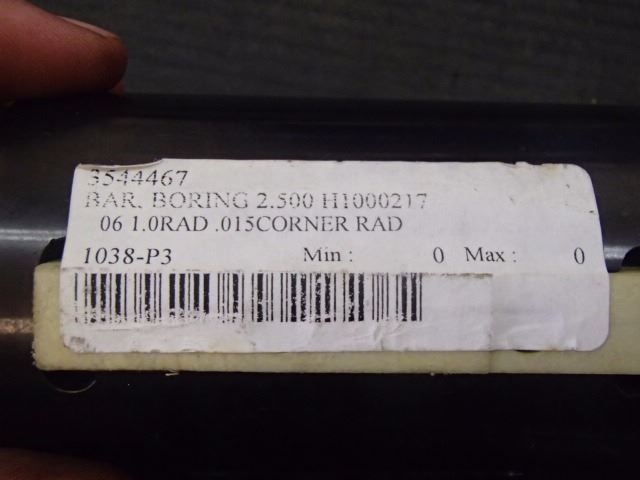 3544467
BAR. BORING 2.500 H1000217
06 1.0RAD .015CORNER RAD
1038-P3 Min : 0 Max : 0